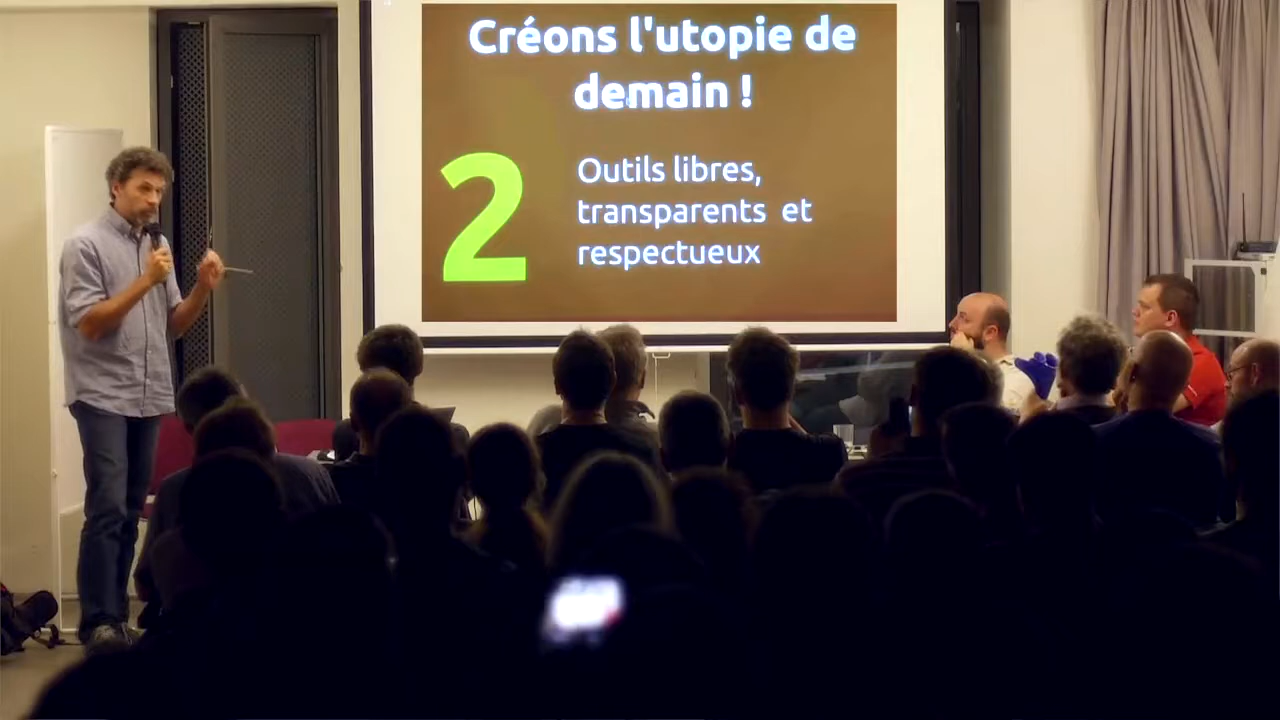 Créons l'utopie de
demain !
2
Outils libres,
transparents et
respectueux